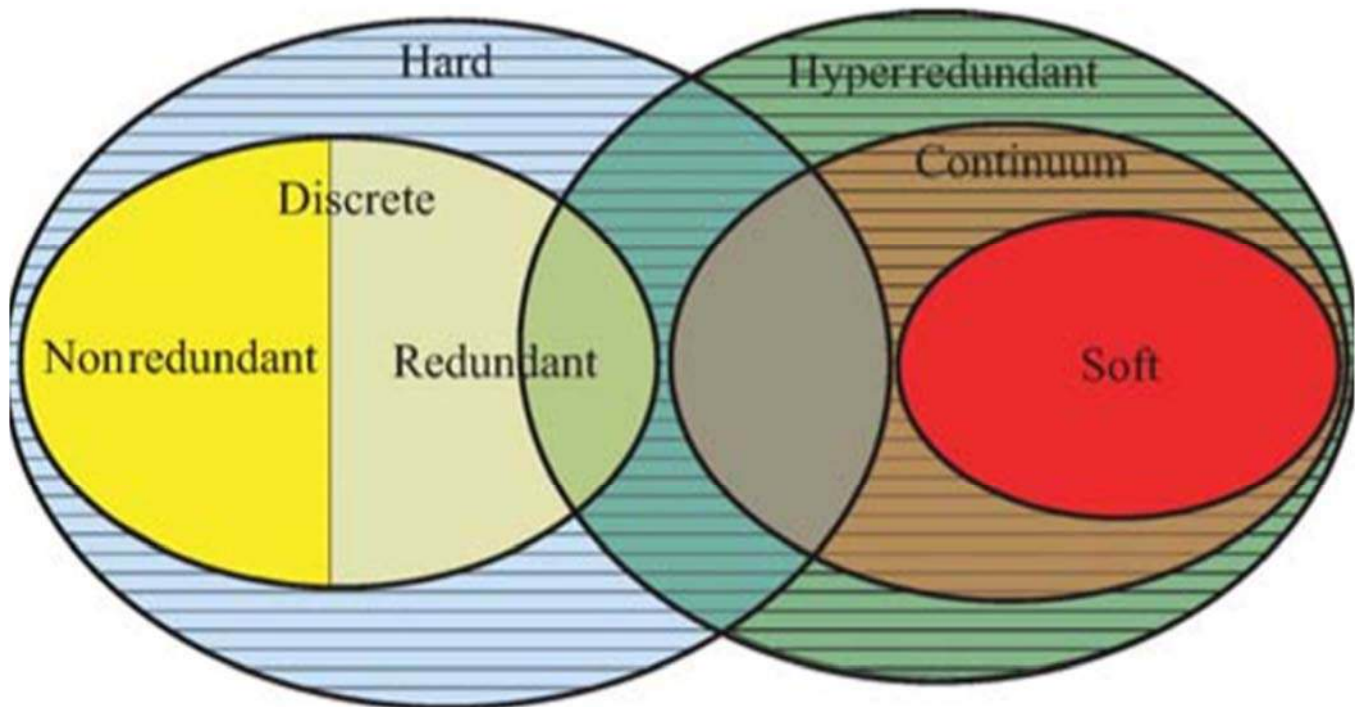 Hard
Hyperredundant
Continuum
Discrete
Nonredundant
Redundant
Soft